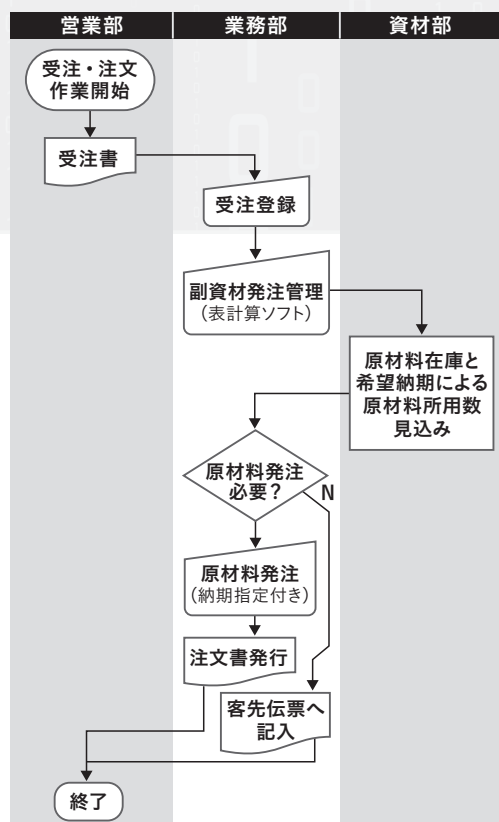 営業部
業務部
資材部
受注・注文
作業開始
受注書
受注登録
副資材発注管理
（表計算ソフト）
原材料在庫と
希望納期による
原材料所用数
見込み
原材料発注
必要？
N
原材料発注
（納期指定付き）
注文書発行
客先伝票へ
記入
終了